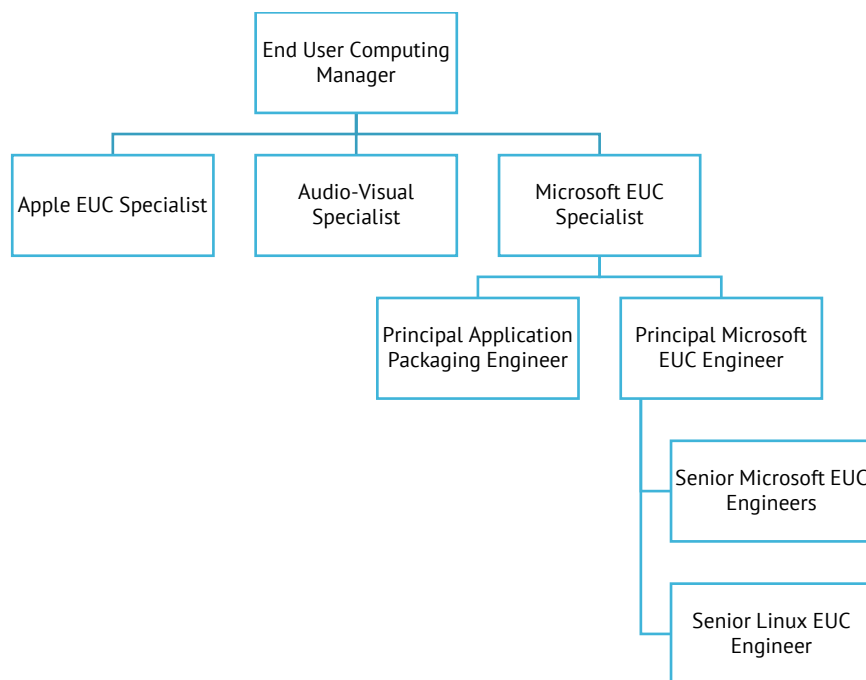 End User Computing
Manager
Apple EUC Specialist
Audio-Visual
Specialist
Microsoft EUC
Specialist
Principal Application
Packaging Engineer
Principal Microsoft
EUC Engineer
Senior Microsoft EUC
Engineers
Senior Linux EUC
Engineer